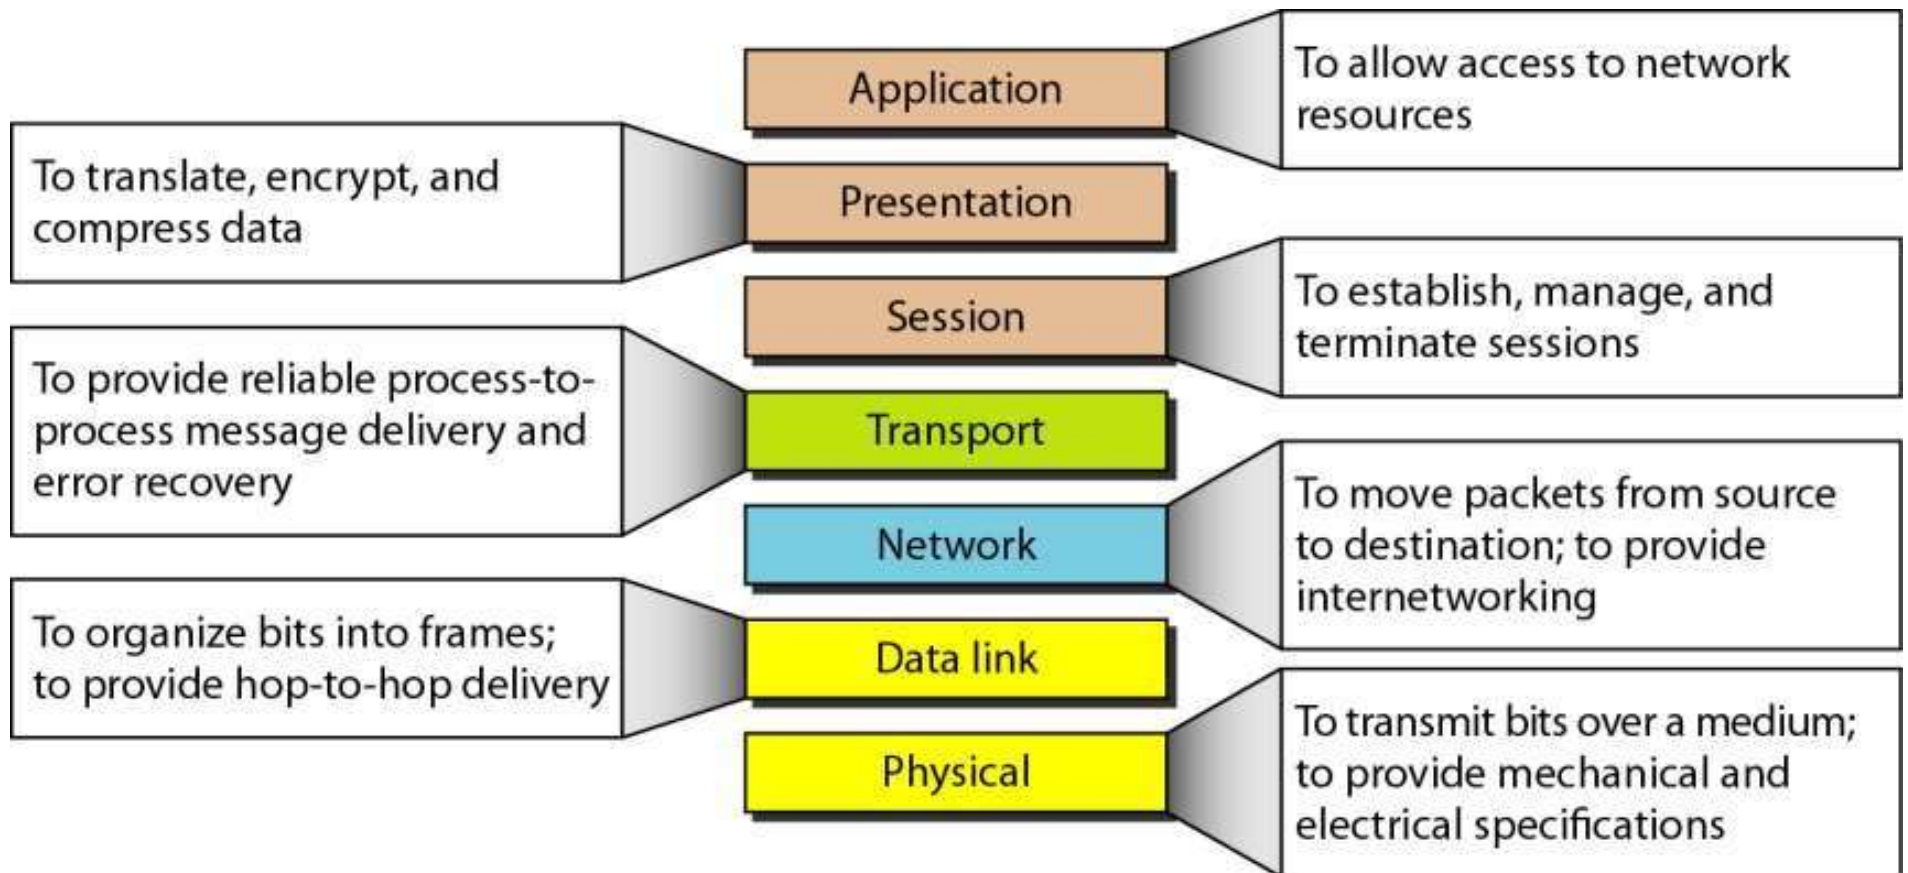 Application
To allow access to network
resources
To translate, encrypt, and
compress data
Presentation
Session
To establish, manage, and
terminate sessions
To provide reliable process-to-
process message delivery and
error recovery
Transport
Network
To move packets from source
to destination; to provide
internetworking
To organize bits into frames;
to provide hop-to-hop delivery
Data link
Physical
To transmit bits over a medium;
to provide mechanical and
electrical specifications